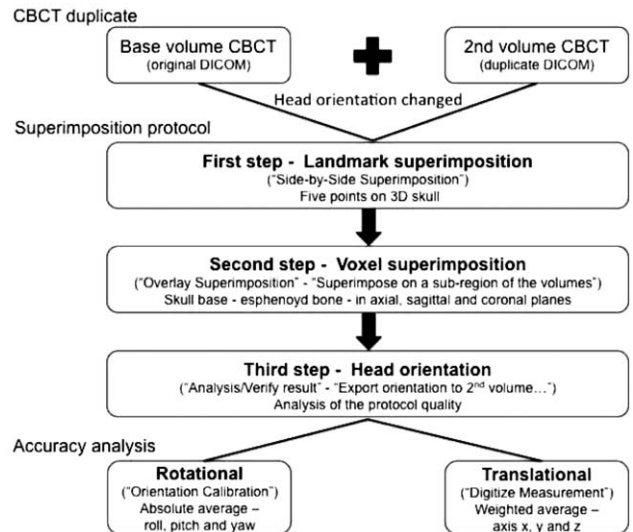 CBCT duplicate
Base volume CBCT
(original DICOM)
2nd volume CBCT
(duplicate DICOM)
Head orientation changed
Superimposition protocol
First step - Landmark superimposition
("Side-by-Side Superimposition")
Five points on 3D skull
Second step - Voxel superimposition
("Overlay Superimposition" - "Superimpose on a sub-region of the volumes")
Skull base - esphenoyd bone - in axial, sagittal and coronal planes
Third step - Head orientation
("Analysis/Verify result" - "Export orientation to 2nd volume...")
Analysis of the protocol quality
Accuracy analysis
Rotational
("Orientation Calibration")
Absolute average –
roll, pitch and yaw
Translational
("Digitize Measurement")
Weighted average –
axis x, y and z